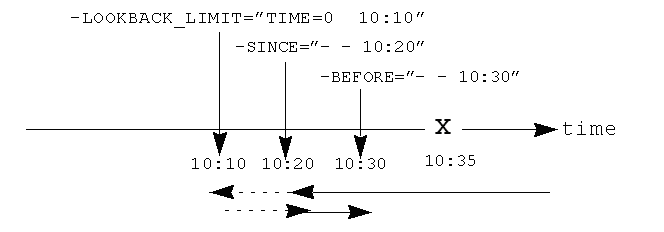 -LOOKBACK_LIMIT=”TIME=0 10:10”
-SINCE=”- - 10:20”
-BEFORE=”- - 10:30”
X
time
10:10 10:20 10:30 10:35